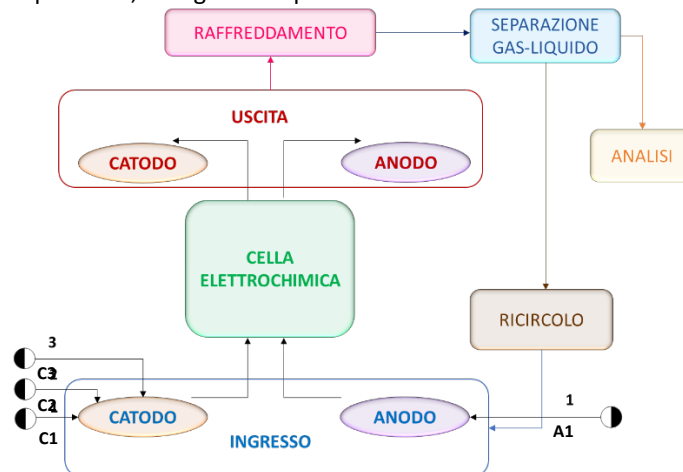 RAFFREDDAMENTO
SEPARAZIONE
GAS-LIQUIDO
USCITA
CATODO
ANODO
ANALISI
CELLA
ELETTROCHIMICA
RICIRCOLO
3
C3
C2
C1
CATODO
ANODO
1
A1
INGRESSO